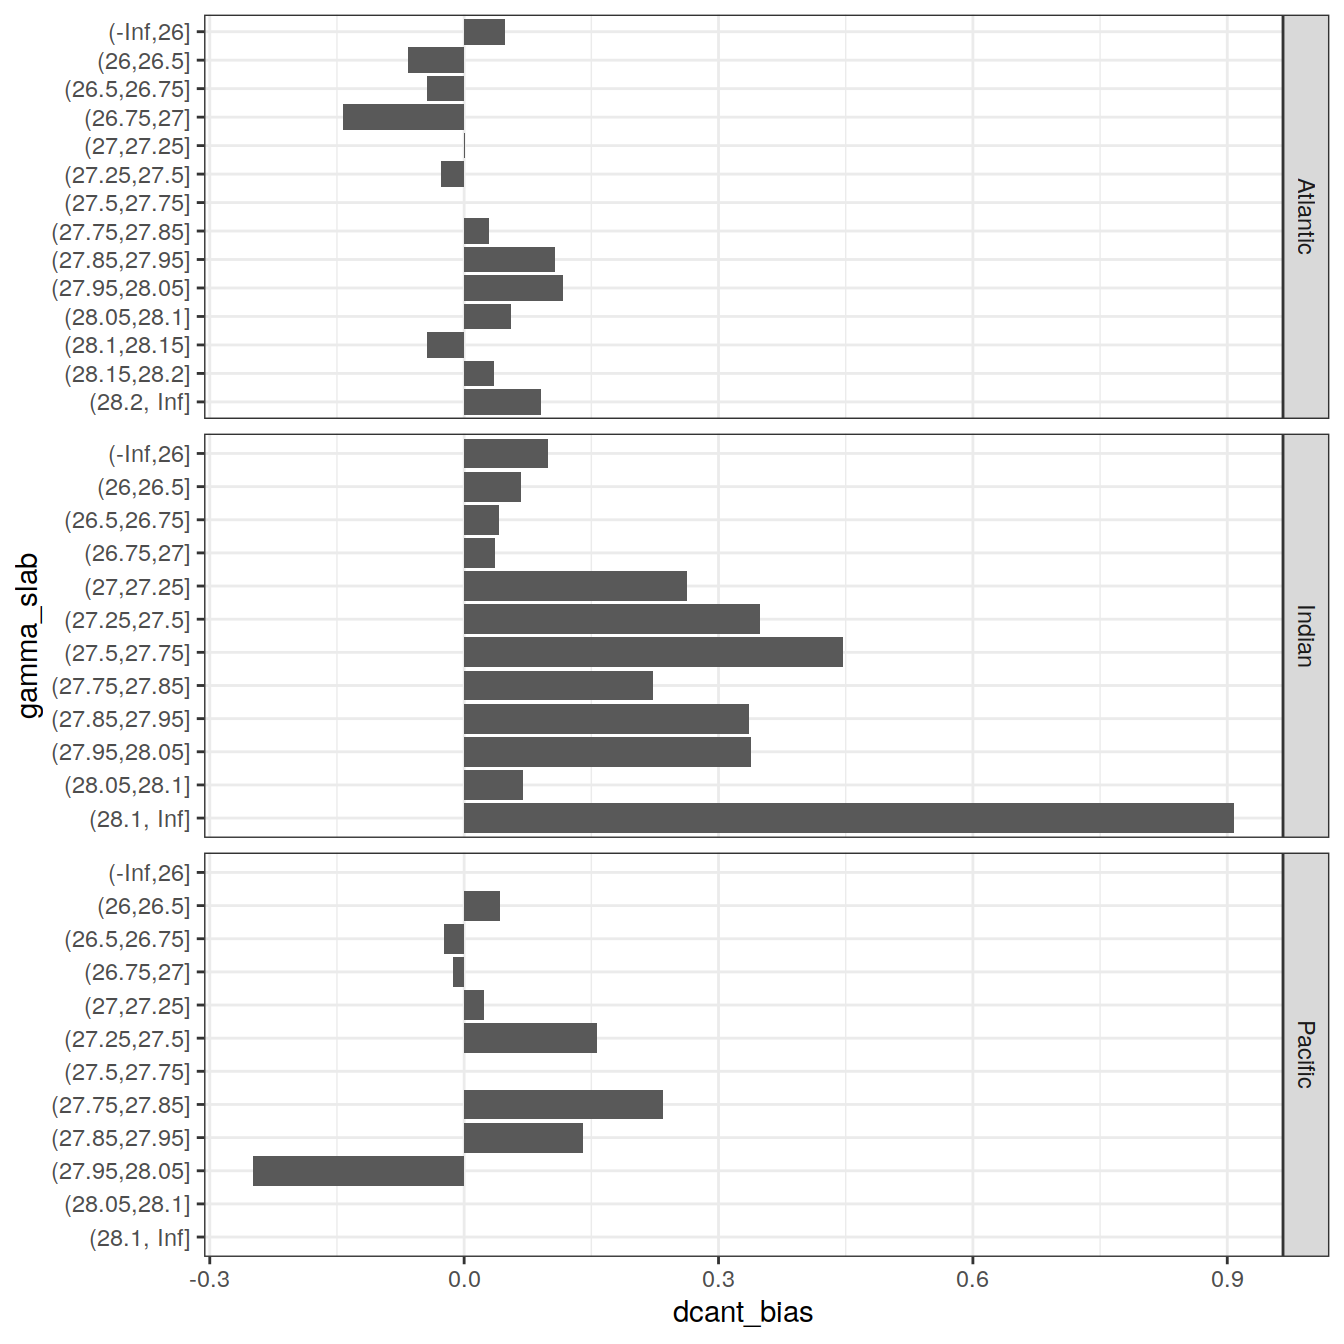 (-Inf,26]
(26,26.5]
(26.5,26.75]
(26.75,27]
(27,27.25]
(27.25,27.5]
(27.5,27.75]
(27.75,27.85]
(27.85,27.95]
(27.95,28.05]
(28.05,28.1]
(28.1,28.15]
(28.15,28.2]
(28.2, Inf]
Atlantic
(-Inf,26]
(26,26.5]
(26.5,26.75]
(26.75,27]
(27,27.25]
(27.25,27.5]
(27.5,27.75]
(27.75,27.85]
(27.85,27.95]
(27.95,28.05]
(28.05,28.1]
(28.1, Inf]
Indian
(-Inf,26]
(26,26.5]
(26.5,26.75]
(26.75,27]
(27,27.25]
(27.25,27.5]
(27.5,27.75]
(27.75,27.85]
(27.85,27.95]
(27.95,28.05]
(28.05,28.1]
(28.1, Inf]
Pacific
gamma_slab
-0.3 0.0 0.3 0.6 0.9
dcant_bias